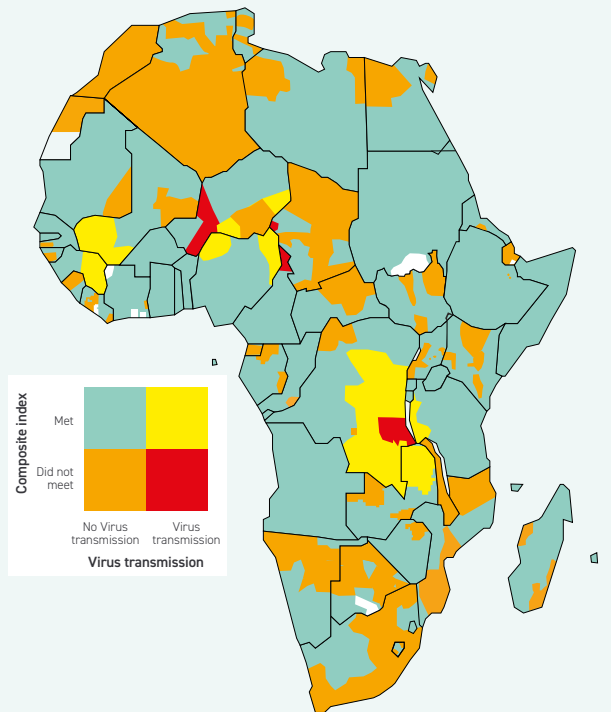 Composite index
Met
Did not
meet
No Virus
transmission
Virus
transmission
Virus transmission